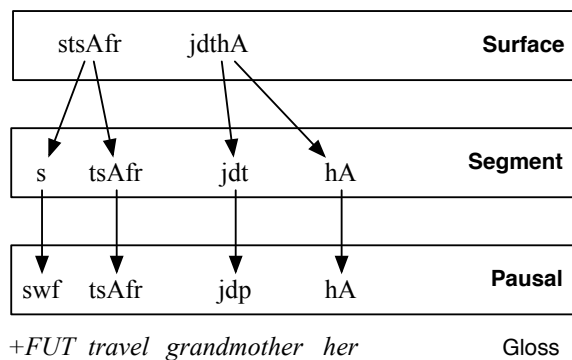 stsAfr jdthA Surface
s tsAfr jdt hA Segment
swf tsAfr jdp hA Pausal
+FUT travel grandmother her Gloss